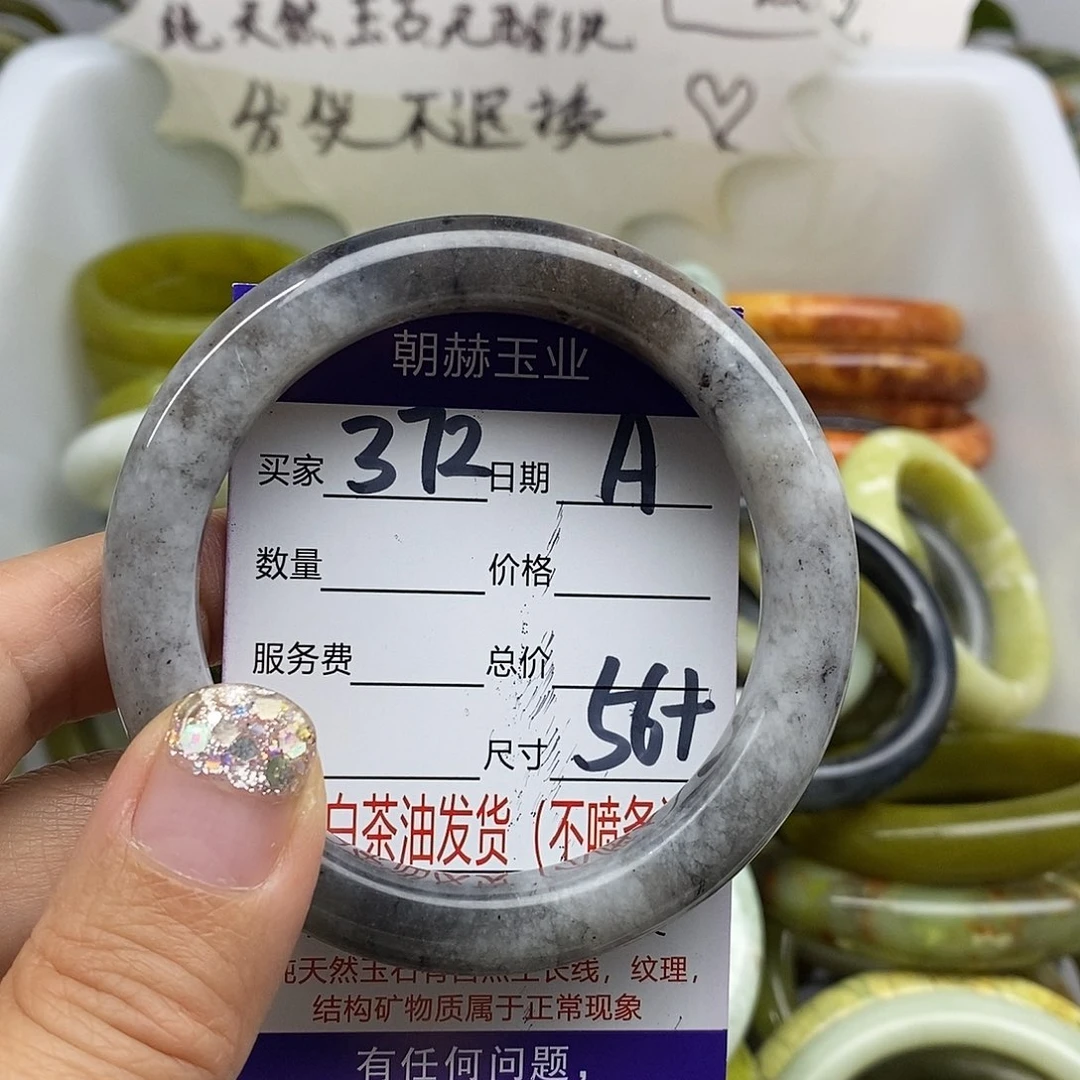 纯天然玉石无酸洗
售出不退换
朝赫玉业
买家 372 日期 A
数量 价格
服务费 总价
尺寸 56+
白茶油发货（不喷
纯天然玉石有自然生长线，纹理，
结构矿物质属于正常现象
有任何问题，